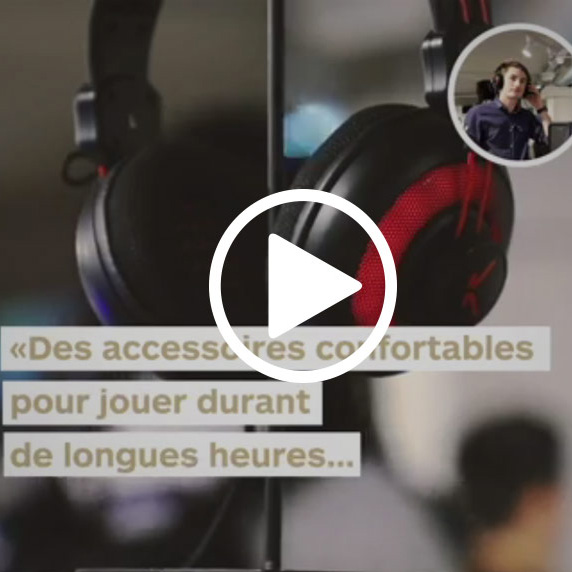 «Des accessoires confortables
pour jouer durant
de longues heures...